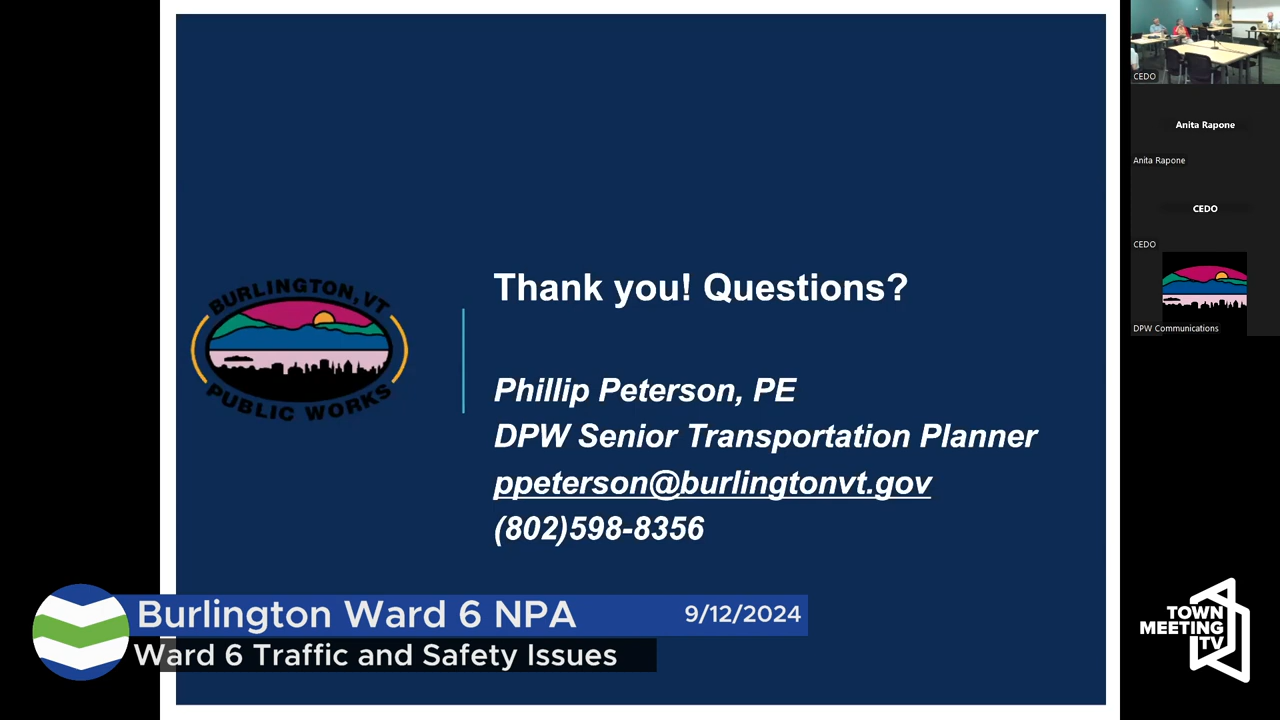 Thank you! Questions?
BURLINGTON, VT
PUBLIC WORKS
Phillip Peterson, PE
DPW Senior Transportation Planner
ppeterson@burlingtonvt.gov
(802)598-8356
Burlington Ward 6 NPA
9/12/2024
Ward 6 Traffic and Safety Issues
CEDO
Anita Rapone
Anita Rapone
CEDO
CEDO
DPW Communications
TOWN
MEETING
TV